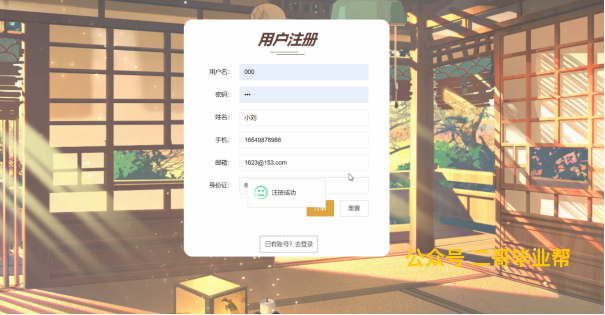 用户注册
用户名: 000
密码: •••
姓名: 小刘
手机: 16549878988
邮箱: 1623@153.com
身份证: 6
注册成功
重置
已有账号？去登录
公众号 二哥毕业帮